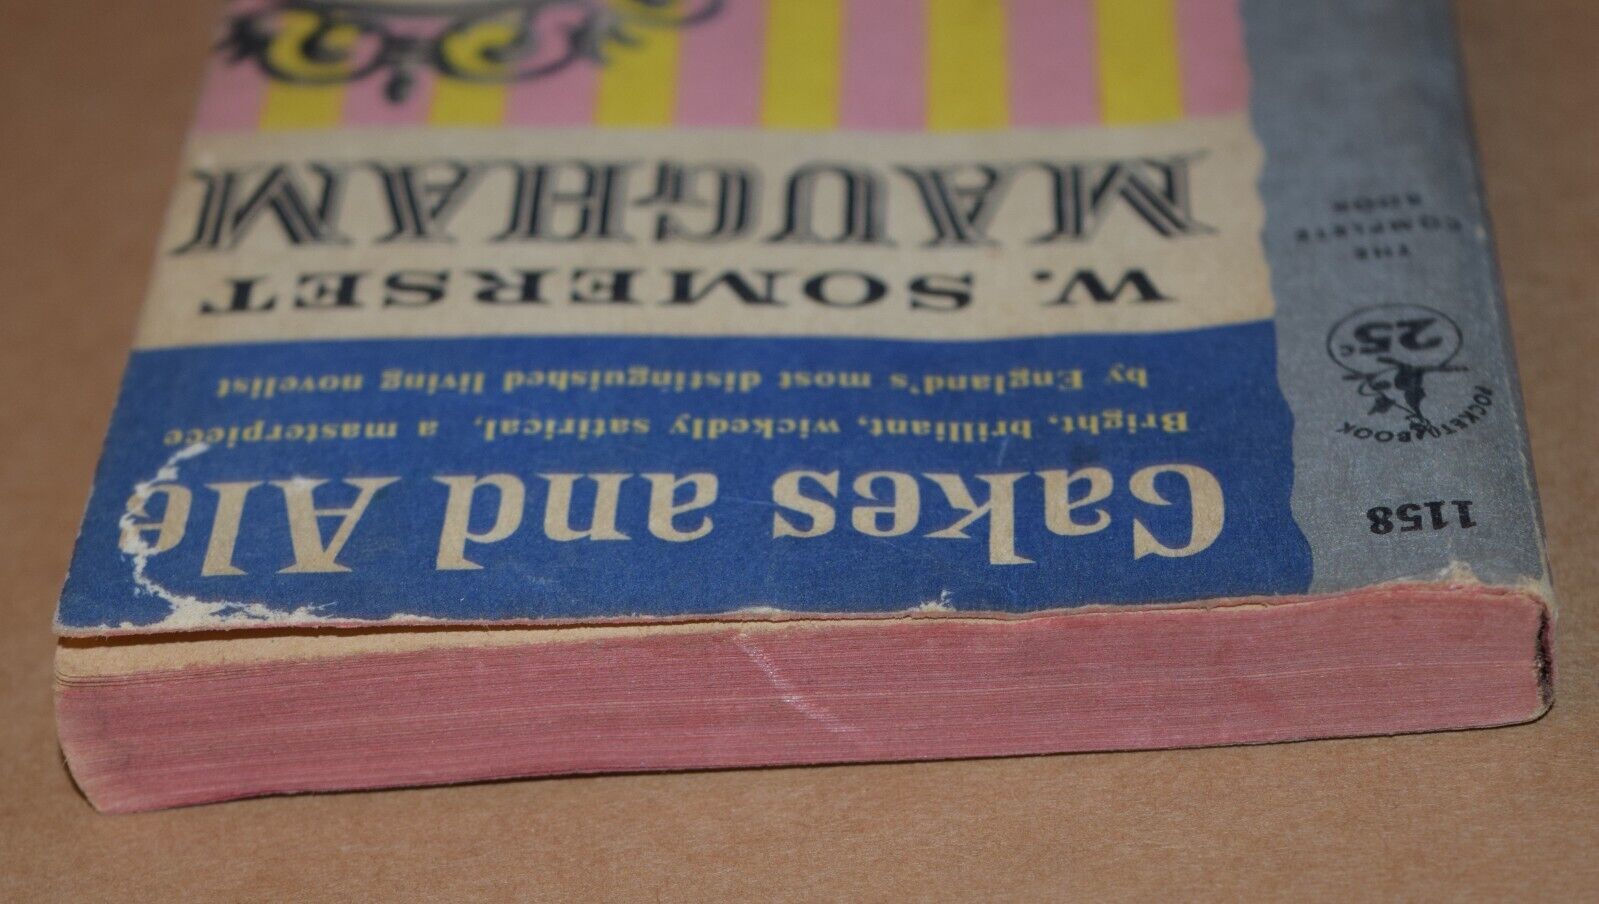 1158
POCKET BOOK
25c
THE
COMPLETE
BOOK
Cakes and Ale
Bright, brilliant, wickedly satirical, a masterpiece
by England's most distinguished living novelist
W. SOMERSET
MAUGHAM